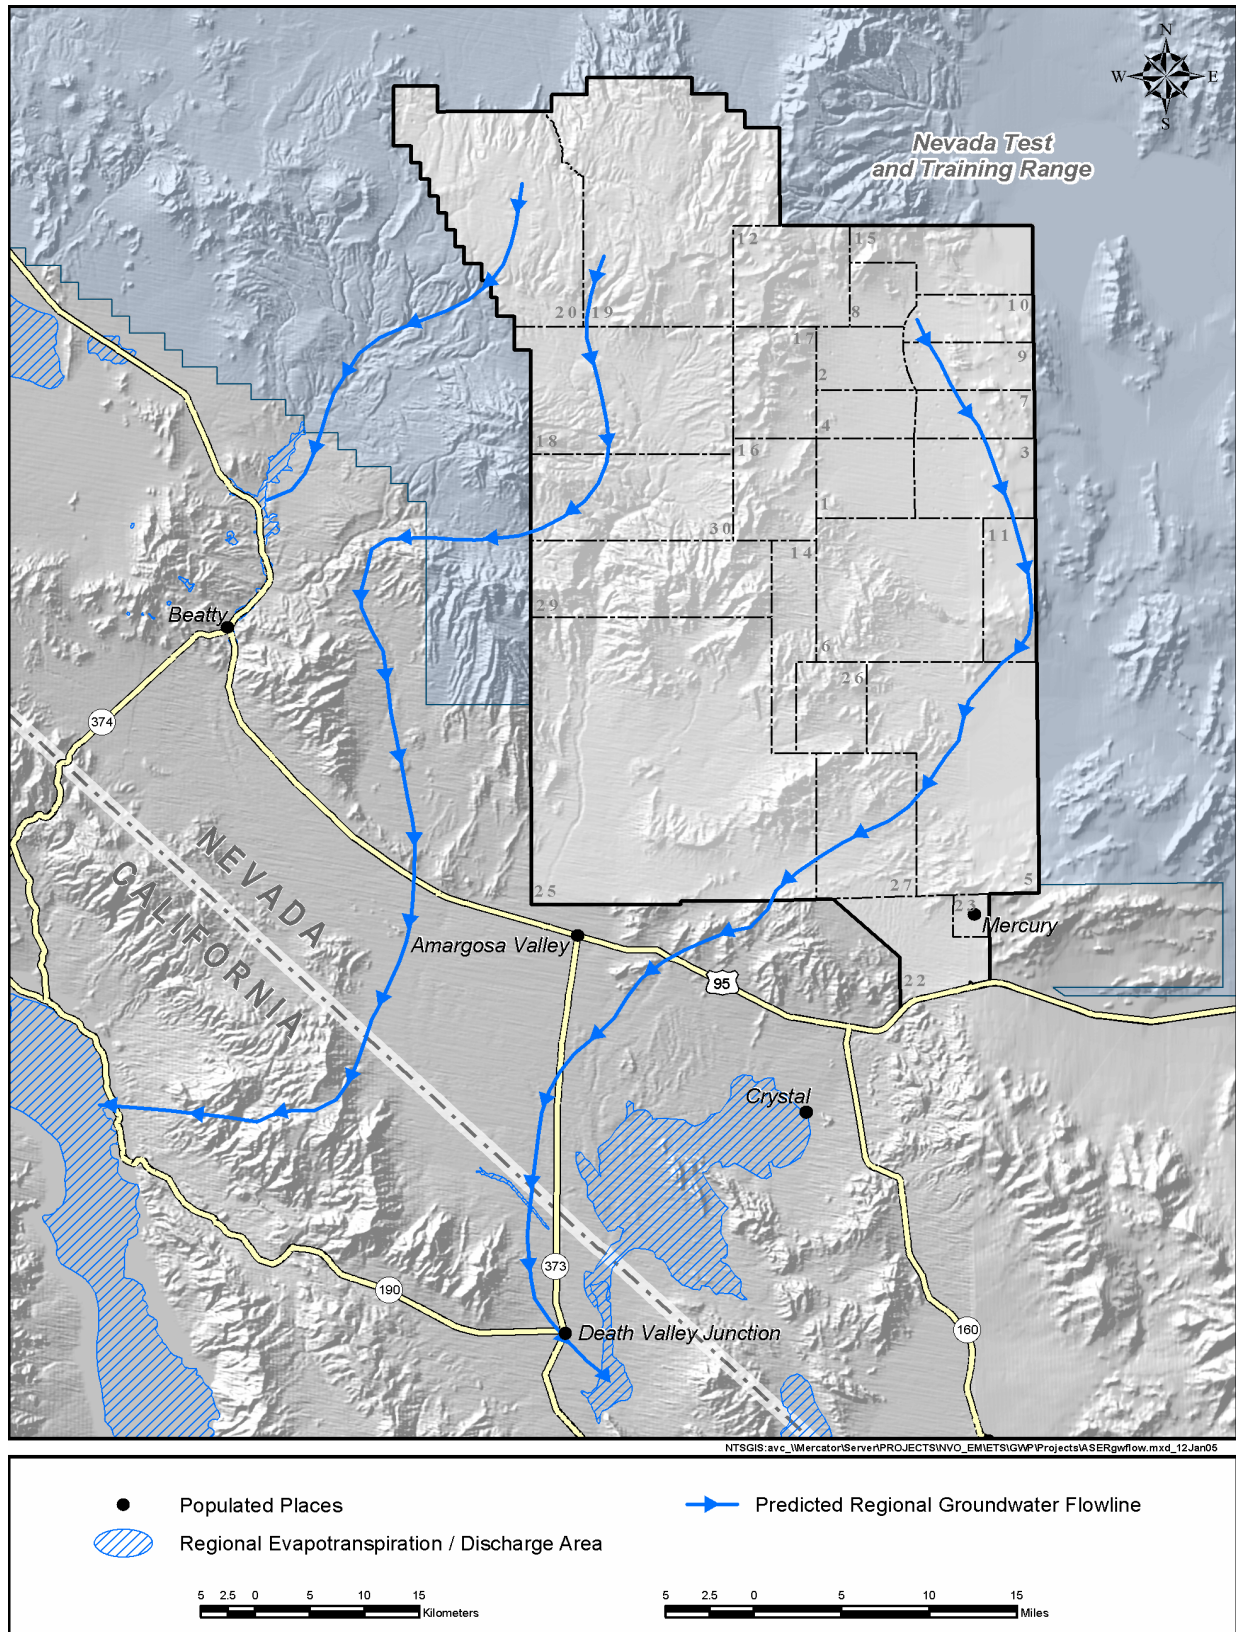 N
W E
S
Nevada Test
and Training Range
12
15
10
20
19
8
17
9
2
7
4
18
16
3
1
30
14
11
29
Beatty
6
26
374
NEVADA
CALIFORNIA
25
27
5
23
Mercury
Amargosa Valley
22
95
Crystal
373
190
Death Valley Junction
160
NTSGIS:avc_\\Mercator\Server\PROJECTS\NVO_EM\ETS\GWP\Projects\ASERgwflow.mxd_12Jan05
Populated Places
Predicted Regional Groundwater Flowline
Regional Evapotranspiration / Discharge Area
5 2.5 0 5 10 15
Kilometers
5 2.5 0 5 10 15
Miles